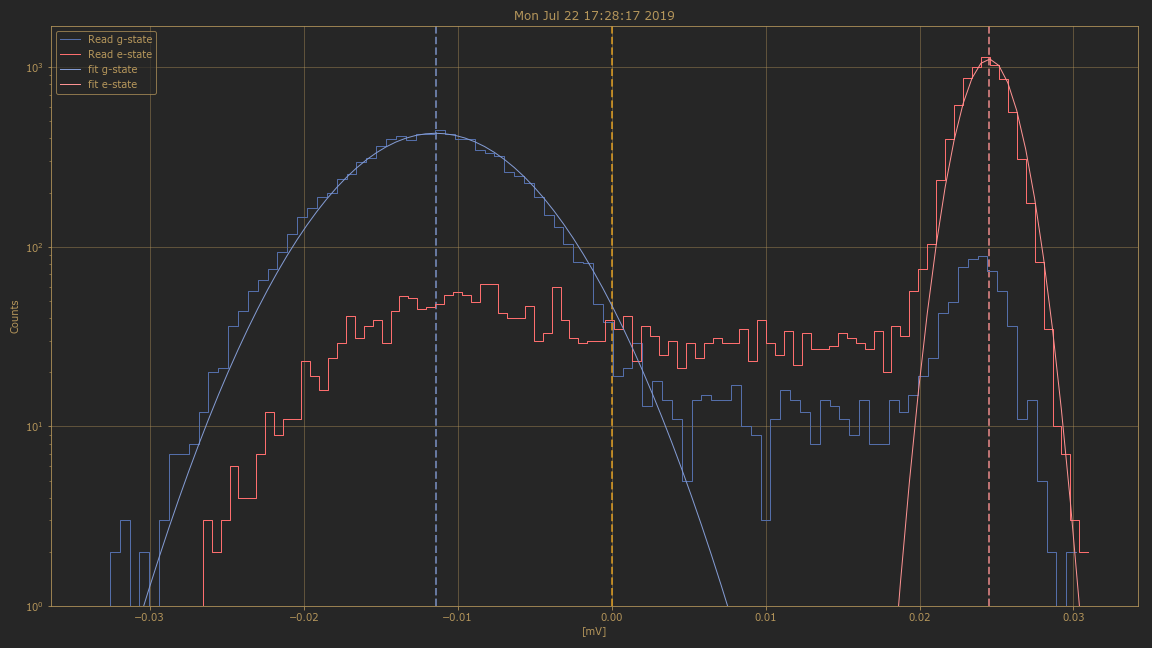 Mon Jul 22 17:28:17 2019
Read g-state
Read e-state
fit g-state
fit e-state
10³
10²
10¹
10⁰
Counts
−0.03 −0.02 −0.01 0.00 0.01 0.02 0.03
[mV]